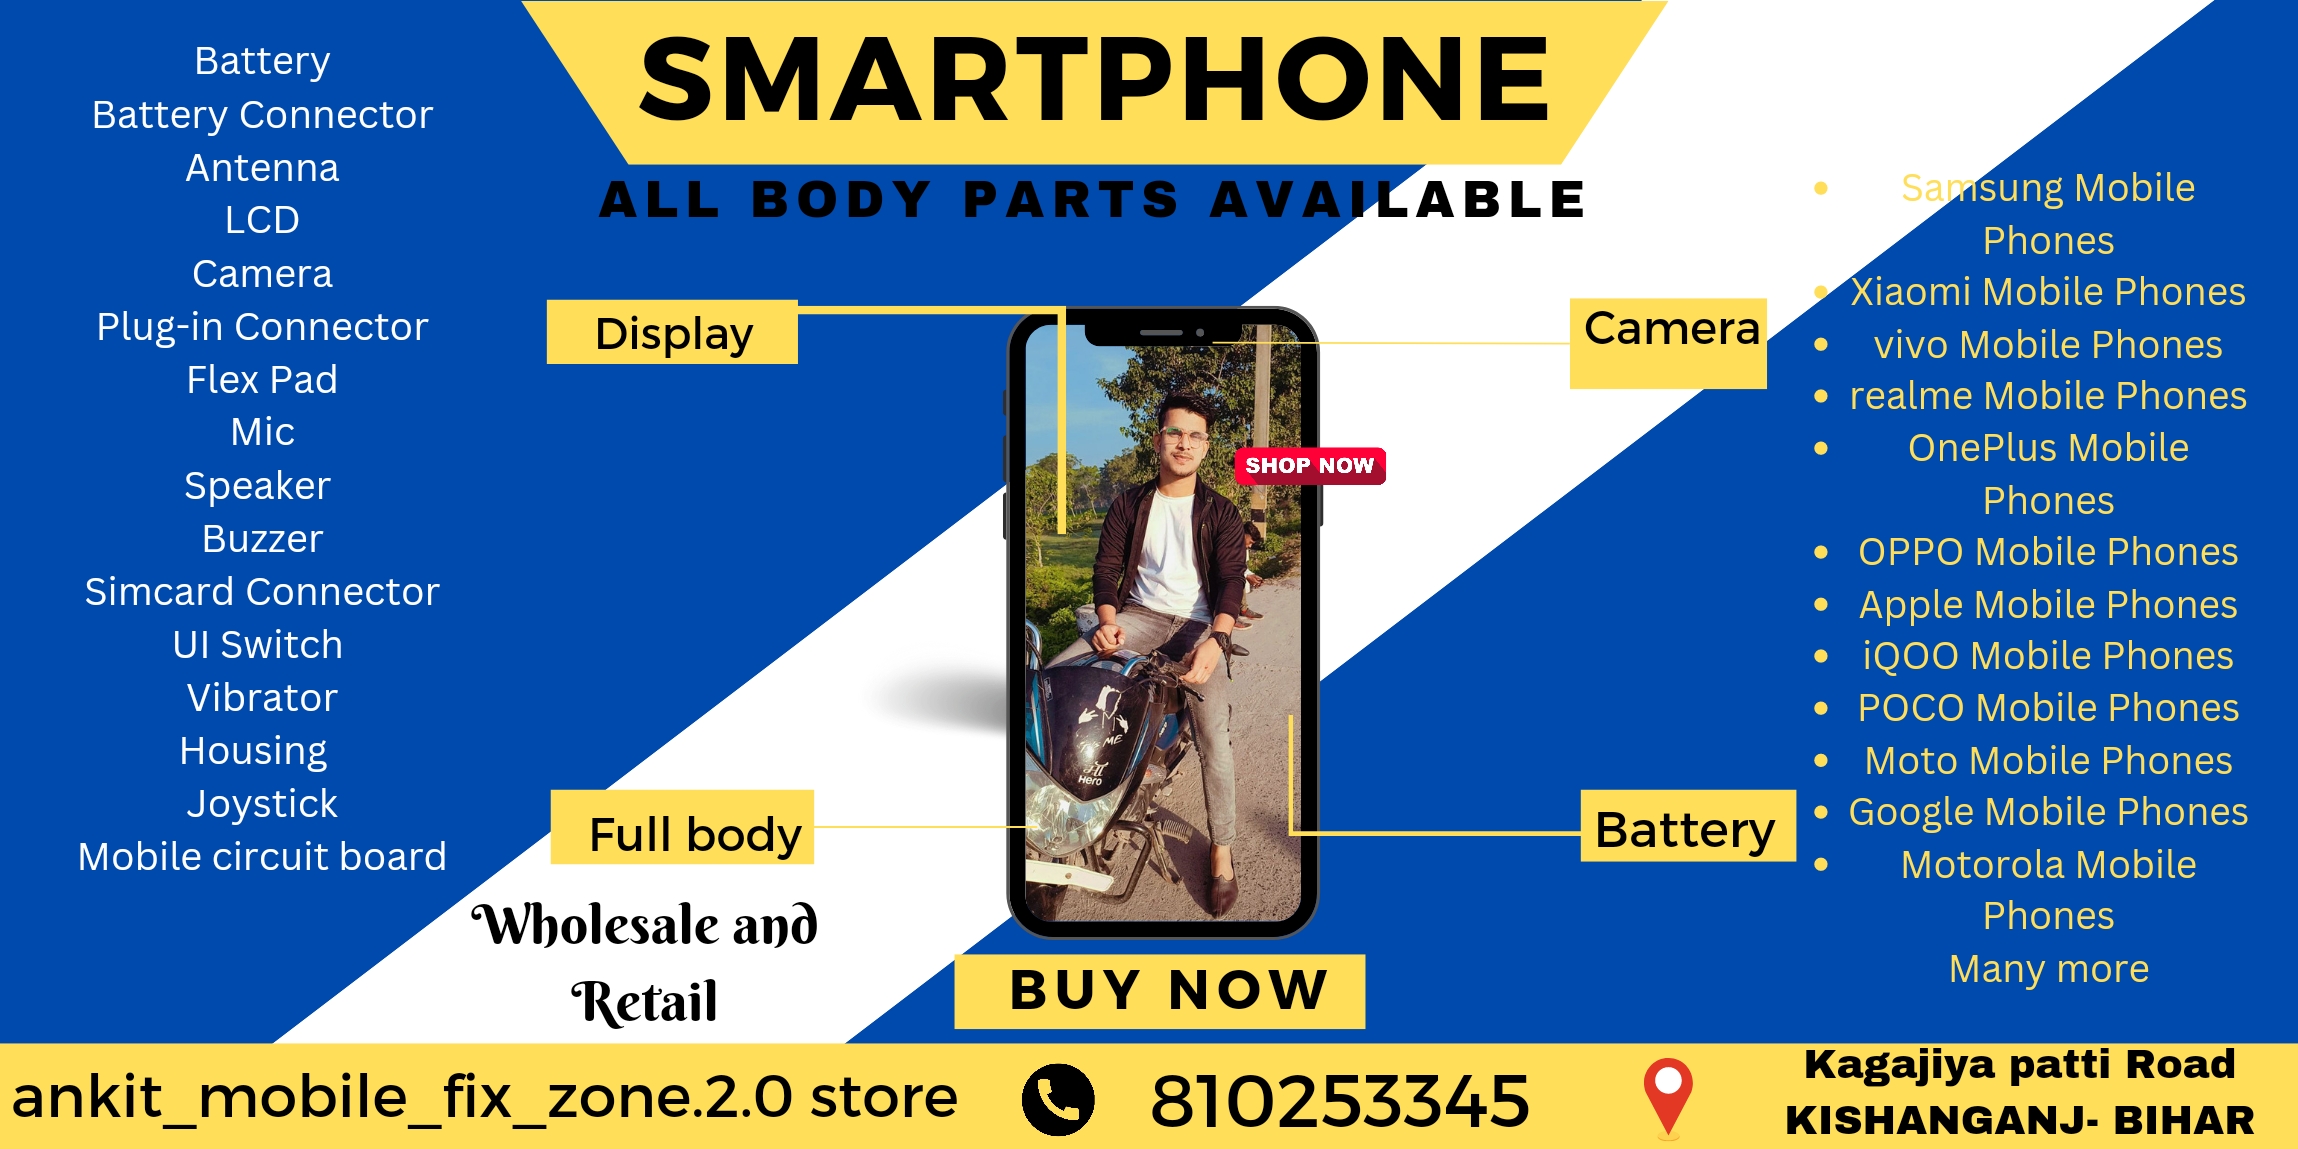 SMARTPHONE
ALL BODY PARTS AVAILABLE
Battery
Battery Connector
Antenna
LCD
Camera
Plug-in Connector
Flex Pad
Mic
Speaker
Buzzer
Simcard Connector
UI Switch
Vibrator
Housing
Joystick
Mobile circuit board
Display
Camera
SHOP NOW
ME
माँ
Hero
Full body
Battery
Wholesale and
Retail
BUY NOW
• Samsung Mobile
Phones
• Xiaomi Mobile Phones
• vivo Mobile Phones
• realme Mobile Phones
• OnePlus Mobile
Phones
• OPPO Mobile Phones
• Apple Mobile Phones
• iQOO Mobile Phones
• POCO Mobile Phones
• Moto Mobile Phones
• Google Mobile Phones
• Motorola Mobile
Phones
Many more
ankit_mobile_fix_zone.2.0 store
810253345
Kagajiya patti Road
KISHANGANJ- BIHAR